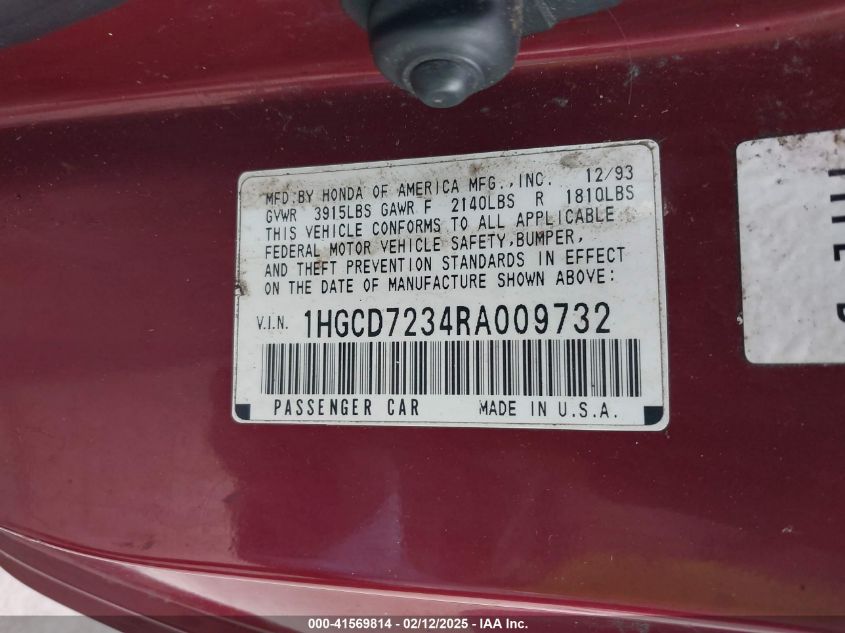 MFD.BY HONDA OF AMERICA MFG.,INC. 12/93
GVWR 3915LBS GAWR F 2140LBS R 1810LBS
THIS VEHICLE CONFORMS TO ALL APPLICABLE
FEDERAL MOTOR VEHICLE SAFETY,BUMPER,
AND THEFT PREVENTION STANDARDS IN EFFECT
ON THE DATE OF MANUFACTURE SHOWN ABOVE:
V.I.N. 1HGCD7234RA009732
PASSENGER CAR MADE IN U.S.A.
000-41569814 - 02/12/2025 - IAA Inc.